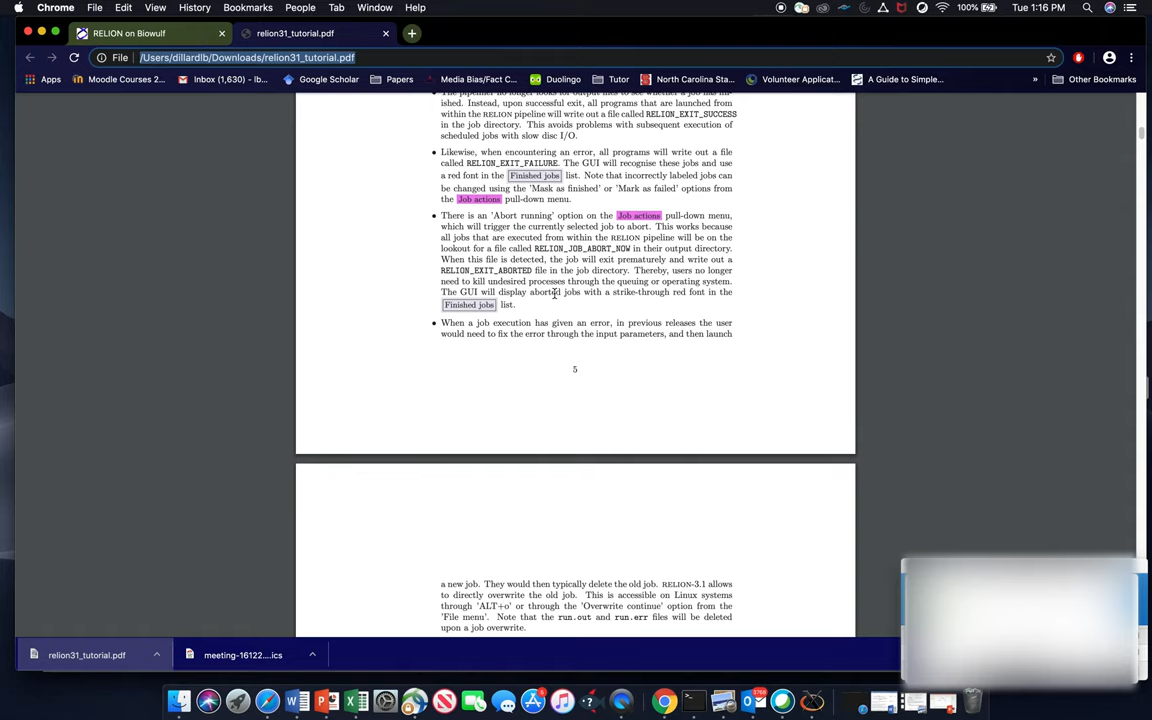 Chrome File Edit View History Bookmarks People Tab Window Help 100% Tue 1:16 PM
RELION on Biowulf relion31_tutorial.pdf
File /Users/dillardlb/Downloads/relion31_tutorial.pdf
Apps Moodle Courses 2... Inbox (1,630) - lb... Google Scholar Papers Media Bias/Fact C... Duolingo Tutor North Carolina Sta... Volunteer Applicat... A Guide to Simple... » Other Bookmarks
ished. Instead, upon successful exit, all programs that are launched from
within the RELION pipeline will write out a file called RELION_EXIT_SUCCESS
in the job directory. This avoids problems with subsequent execution of
scheduled jobs with slow disc I/O.
• Likewise, when encountering an error, all programs will write out a file
called RELION_EXIT_FAILURE. The GUI will recognise these jobs and use
a red font in the Finished jobs list. Note that incorrectly labeled jobs can
be changed using the 'Mask as finished' or 'Mark as failed' options from
the Job actions pull-down menu.
• There is an 'Abort running' option on the Job actions pull-down menu,
which will trigger the currently selected job to abort. This works because
all jobs that are executed from within the RELION pipeline will be on the
lookout for a file called RELION_JOB_ABORT_NOW in their output directory.
When this file is detected, the job will exit prematurely and write out a
RELION_EXIT_ABORTED file in the job directory. Thereby, users no longer
need to kill undesired processes through the queuing or operating system.
The GUI will display aborted jobs with a strike-through red font in the
Finished jobs list.
• When a job execution has given an error, in previous releases the user
would need to fix the error through the input parameters, and then launch
5
a new job. They would then typically delete the old job. RELION-3.1 allows
to directly overwrite the old job. This is accessible on Linux systems
through 'ALT+o' or through the 'Overwrite continue' option from the
'File menu'. Note that the run.out and run.err files will be deleted
upon a job overwrite.
relion31_tutorial.pdf meeting-16122....ics